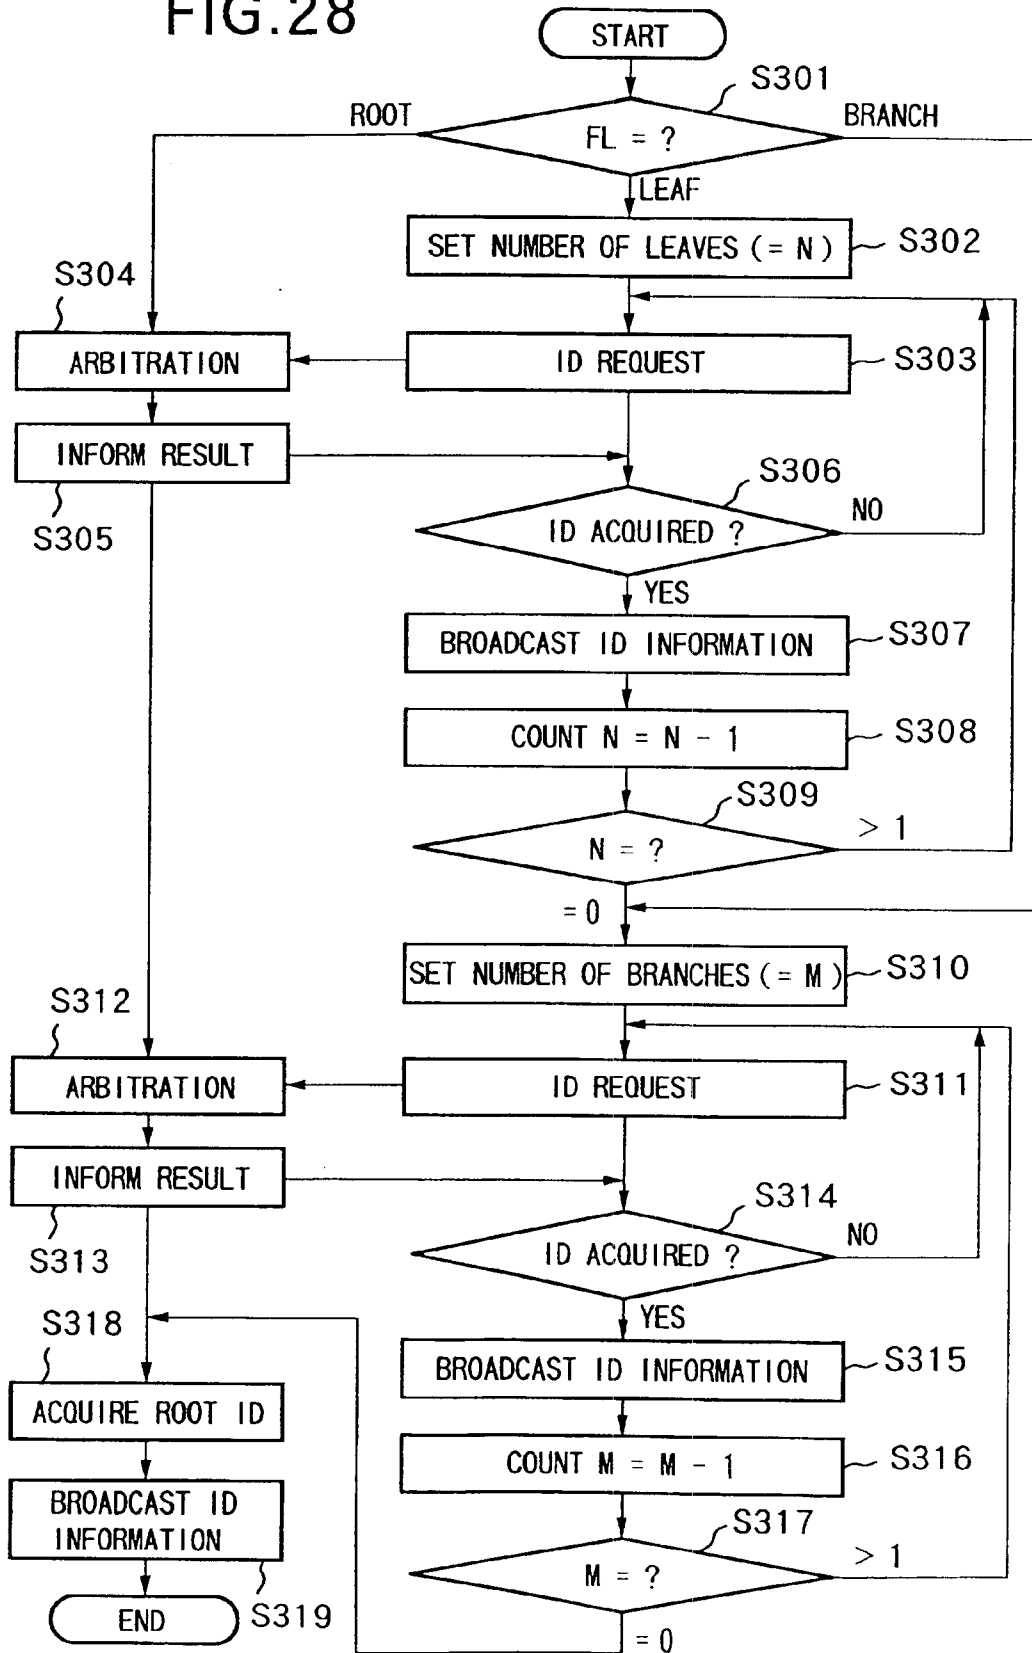 FIG.28
START
S301
ROOT
BRANCH
FL = ?
LEAF
SET NUMBER OF LEAVES (= N)
S302
S304
ARBITRATION
ID REQUEST
S303
INFORM RESULT
S305
S306
ID ACQUIRED ?
NO
YES
BROADCAST ID INFORMATION
S307
COUNT N = N - 1
S308
S309
N = ?
> 1
= 0
SET NUMBER OF BRANCHES (= M)
S310
S312
ARBITRATION
ID REQUEST
S311
INFORM RESULT
S313
S314
ID ACQUIRED ?
NO
YES
S318
BROADCAST ID INFORMATION
S315
ACQUIRE ROOT ID
COUNT M = M - 1
S316
BROADCAST ID
INFORMATION
S317
M = ?
> 1
END
S319
= 0